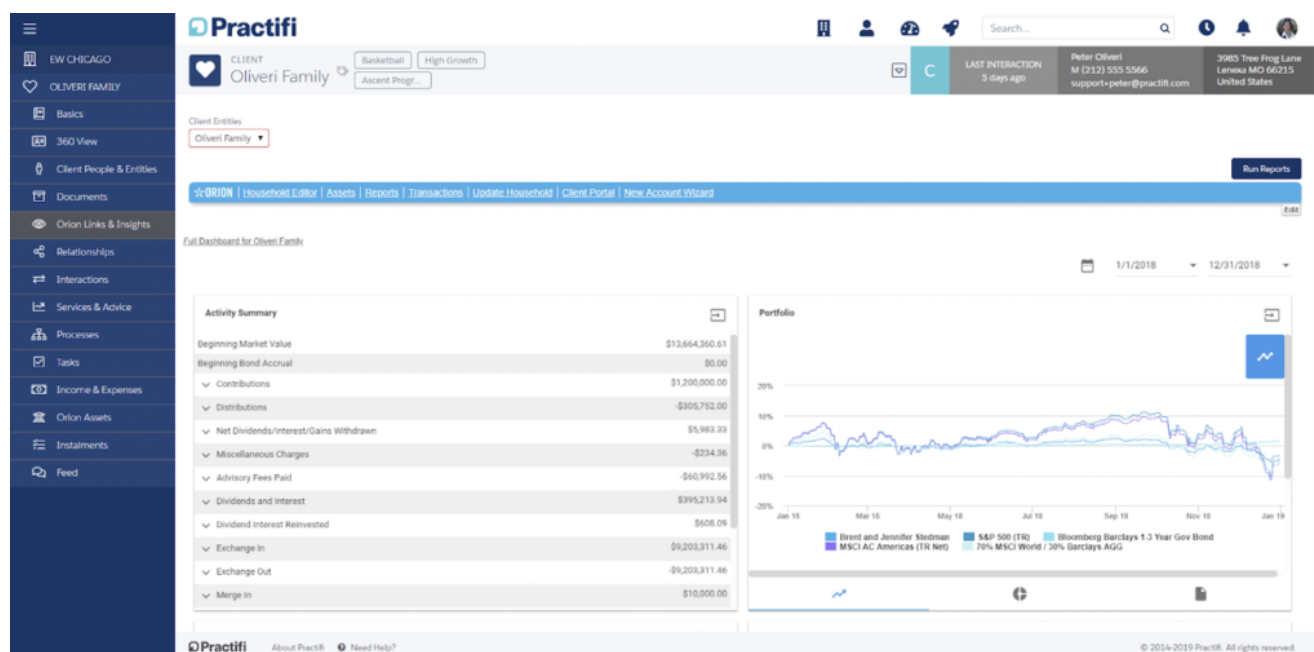 Practifi
Search...
EW CHICAGO
OLIVERI FAMILY
Basics
360 View
Client People & Entities
Documents
Orion Links & Insights
Relationships
Interactions
Services & Advice
Processes
Tasks
Income & Expenses
Orion Assets
Instalments
Feed
CLIENT
Oliveri Family
Basketball
High Growth
Ascent Progr...
C
LAST INTERACTION
5 days ago
Peter Oliveri
M (212) 555 5566
support+peter@practifi.com
3985 Tree Frog Lane
Lenexa MO 66215
United States
Client Entities
Oliveri Family
Run Reports
ORION | Household Editor | Assets | Reports | Transactions | Update Household | Client Portal | New Account Wizard
Edit
Full Dashboard for Oliveri Family
1/1/2018
12/31/2018
Activity Summary
Beginning Market Value $13,664,360.61
Beginning Bond Accrual $0.00
Contributions $1,200,000.00
Distributions -$305,752.00
Net Dividends/Interest/Gains Withdrawn $5,983.33
Miscellaneous Charges -$234.36
Advisory Fees Paid -$60,992.56
Dividends and Interest $395,213.94
Dividend Interest Reinvested $608.09
Exchange In $9,203,311.46
Exchange Out -$9,203,311.46
Merge In $10,000.00
Portfolio
20%
10%
0%
-10%
-20%
Jan 18 Mar 18 May 18 Jul 18 Sep 18 Nov 18 Jan 19
Brent and Jennifer Stedman S&P 500 (TR) Bloomberg Barclays 1-3 Year Gov Bond
MSCI AC Americas (TR Net) 70% MSCI World / 30% Barclays AGG
Practifi About Practifi Need Help? © 2014-2019 Practifi. All rights reserved.